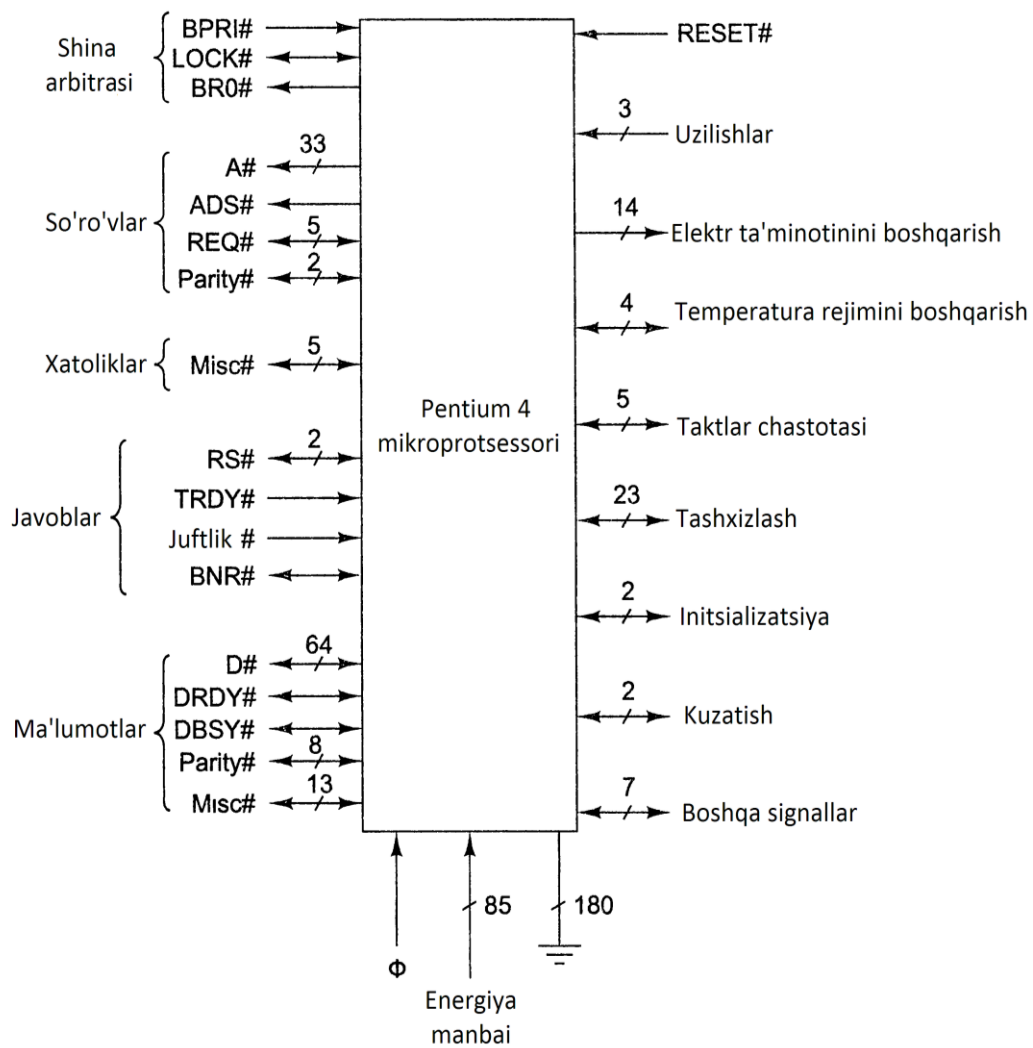 Shina
arbitrasi
BPRI#
LOCK#
BR0#
So'ro'vlar
33
A#
ADS#
5
REQ#
2
Parity#
Xatoliklar
5
Misc#
Javoblar
2
RS#
TRDY#
Juftlik #
BNR#
Ma'lumotlar
64
D#
DRDY#
DBSY#
8
Parity#
13
Mısc#
Pentium 4
mikroprotsessori
RESET#
3
Uzilishlar
14
Elektr ta'minotinini boshqarish
4
Temperatura rejimini boshqarish
5
Taktlar chastotasi
23
Tashxizlash
2
Initsializatsiya
2
Kuzatish
7
Boshqa signallar
Φ
85
Energiya
manbai
180